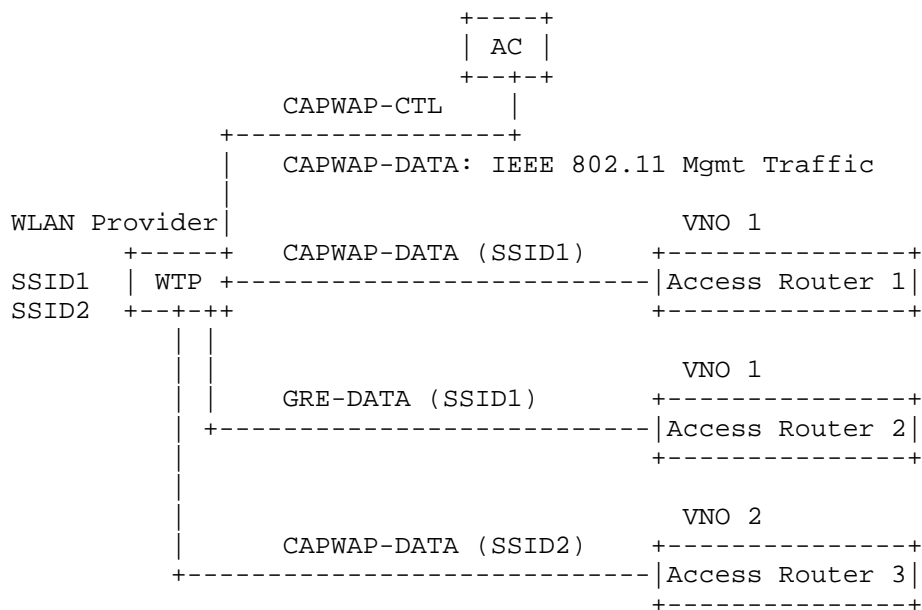 AC
CAPWAP-CTL
CAPWAP-DATA: IEEE 802.11 Mgmt Traffic
WLAN Provider VNO 1
CAPWAP-DATA (SSID1)
SSID1 WTP Access Router 1
SSID2
VNO 1
GRE-DATA (SSID1)
Access Router 2
VNO 2
CAPWAP-DATA (SSID2)
Access Router 3